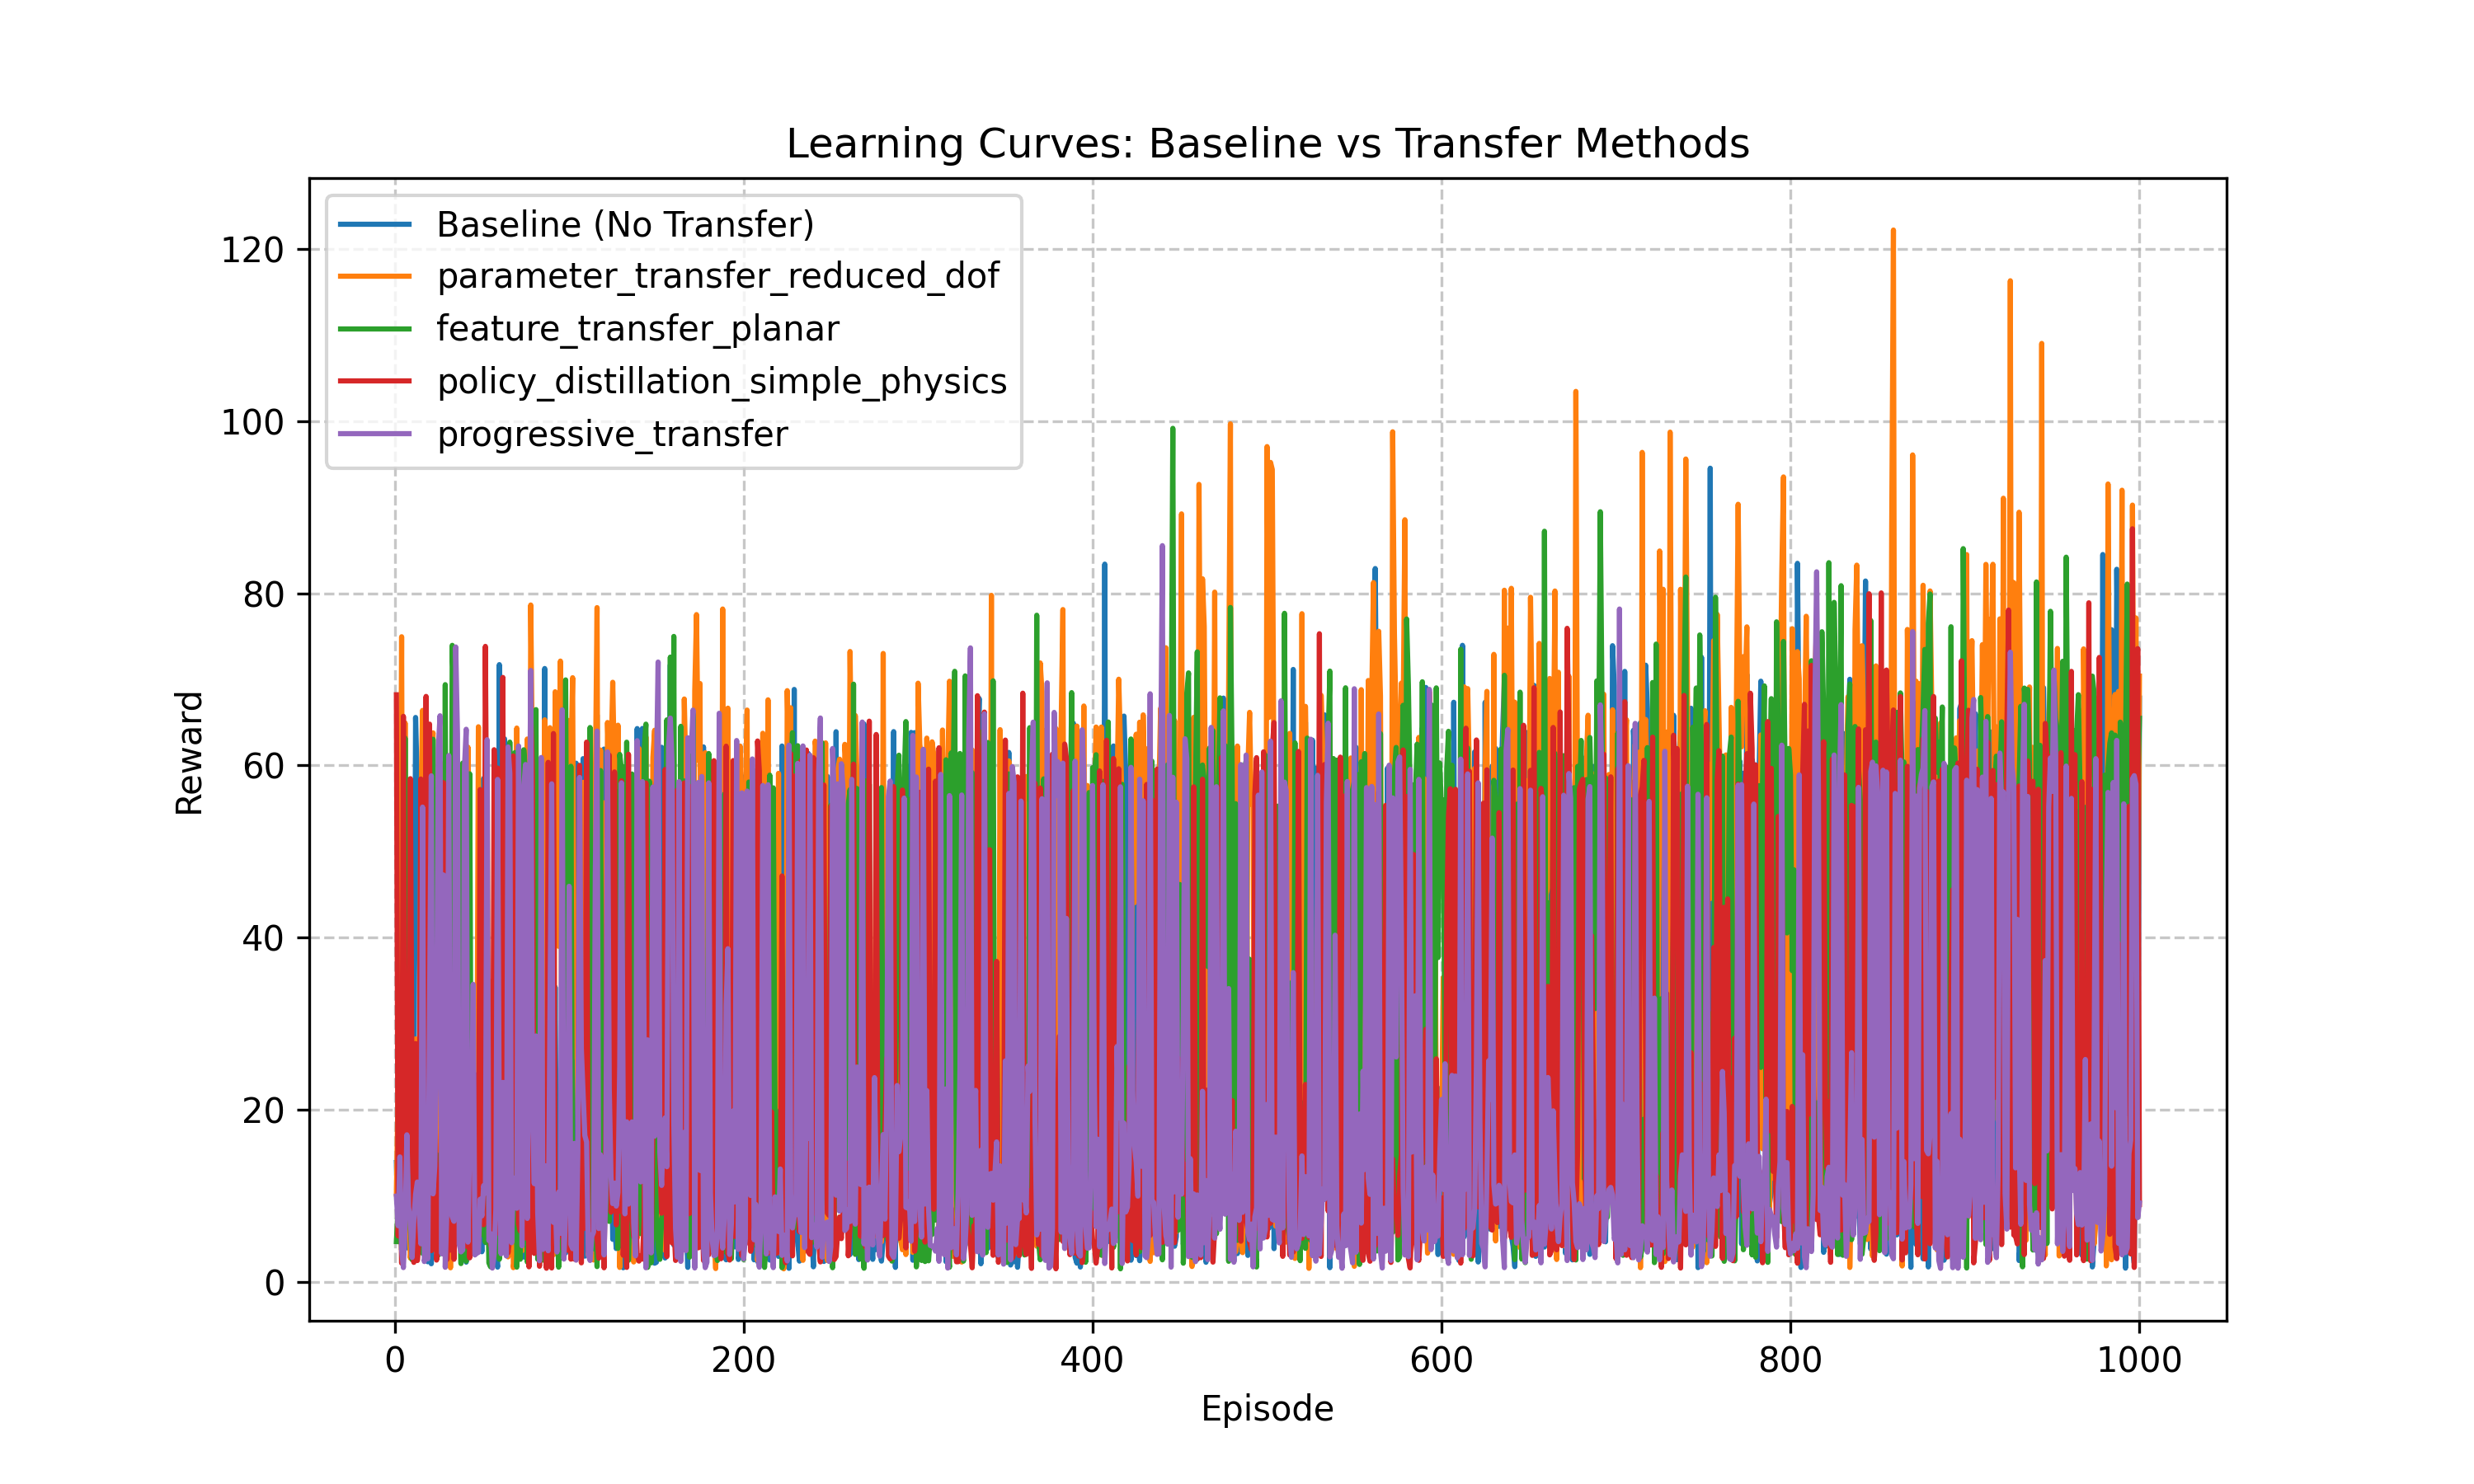 Learning Curves: Baseline vs Transfer Methods
Baseline (No Transfer)
parameter_transfer_reduced_dof
feature_transfer_planar
policy_distillation_simple_physics
progressive_transfer
120
100
80
60
40
20
0
Reward
0 200 400 600 800 1000
Episode